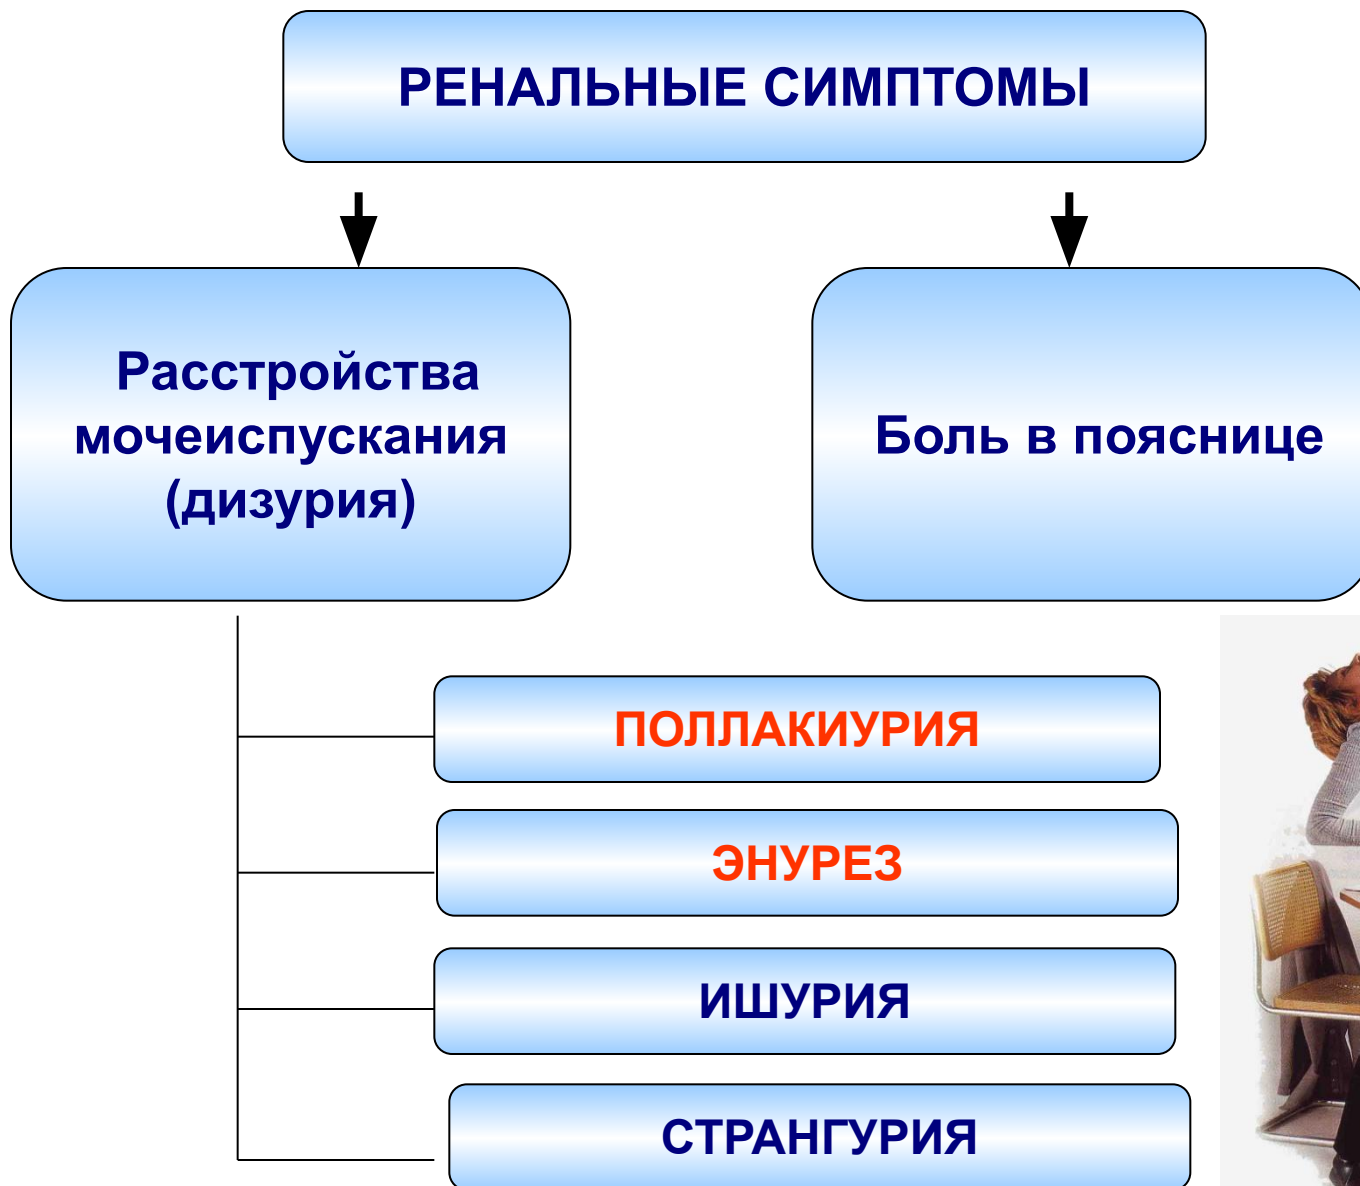 РЕНАЛЬНЫЕ СИМПТОМЫ
Расстройства
мочеиспускания
(дизурия)
Боль в пояснице
ПОЛЛАКИУРИЯ
ЭНУРЕЗ
ИШУРИЯ
СТРАНГУРИЯ